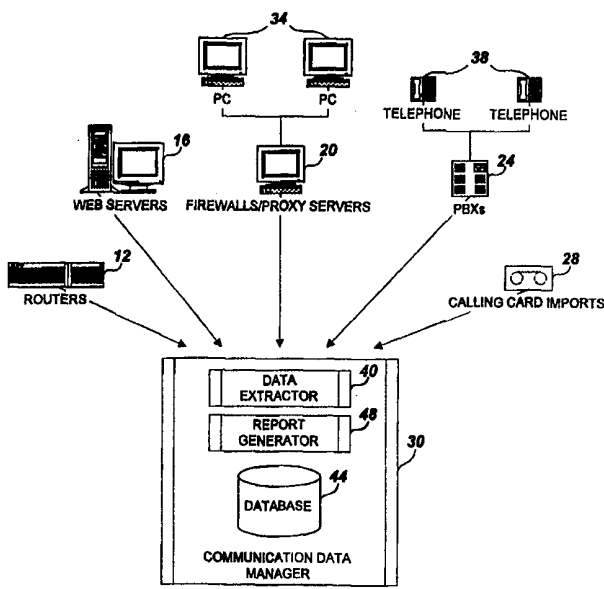 34
38
PC PC
TELEPHONE TELEPHONE
16
20
24
WEB SERVERS
FIREWALLS/PROXY SERVERS
PBXs
12
28
ROUTERS
CALLING CARD IMPORTS
DATA
EXTRACTOR
40
REPORT
GENERATOR
48
30
44
DATABASE
COMMUNICATION DATA
MANAGER